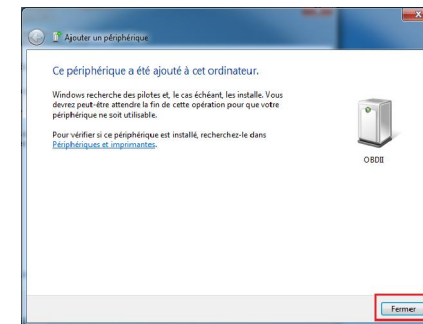 Ajouter un périphérique
Ce périphérique a été ajouté à cet ordinateur.
Windows recherche des pilotes et, le cas échéant, les installe. Vous
devrez peut-être attendre la fin de cette opération pour que votre
périphérique ne soit utilisable.
Pour vérifier si ce périphérique est installé, recherchez-le dans
Périphériques et imprimantes.
OBDII
Fermer